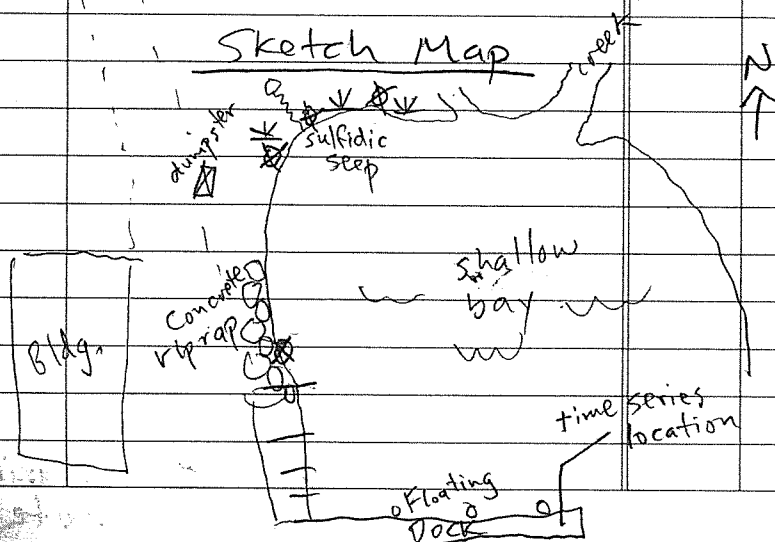 Sketch Map
creek
N
dumpster
sulfidic
seep
shallow
bay
Concrete
riprap
Bldg.
time series
location
Floating
Dock